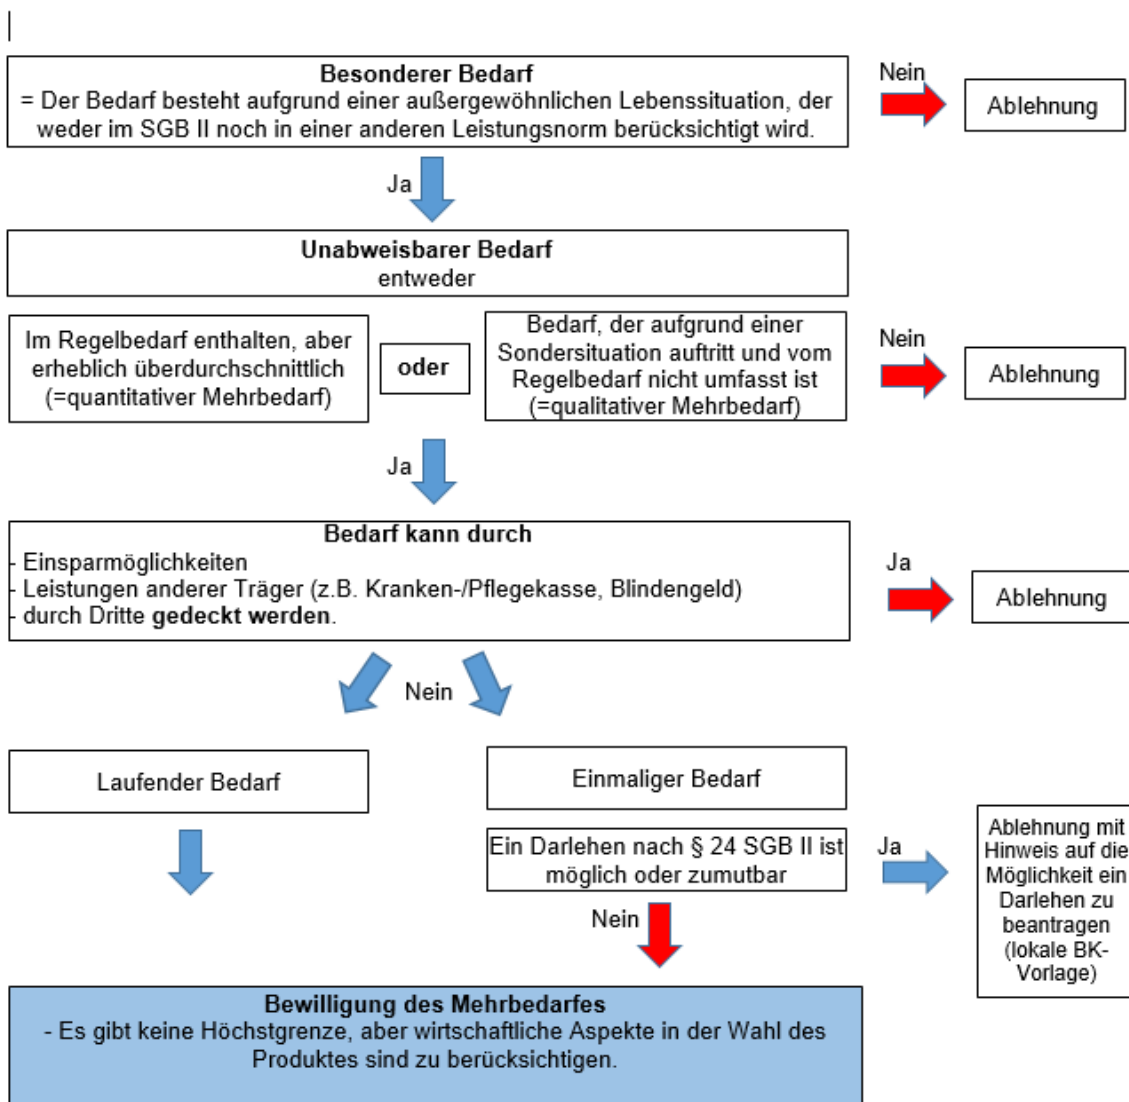 Besonderer Bedarf
= Der Bedarf besteht aufgrund einer außergewöhnlichen Lebenssituation, der
weder im SGB II noch in einer anderen Leistungsnorm berücksichtigt wird.
Nein
Ablehnung
Ja
Unabweisbarer Bedarf
entweder
Im Regelbedarf enthalten, aber
erheblich überdurchschnittlich
(=quantitativer Mehrbedarf)
oder
Bedarf, der aufgrund einer
Sondersituation auftritt und vom
Regelbedarf nicht umfasst ist
(=qualitativer Mehrbedarf)
Nein
Ablehnung
Ja
Bedarf kann durch
- Einsparmöglichkeiten
- Leistungen anderer Träger (z.B. Kranken-/Pflegekasse, Blindengeld)
- durch Dritte gedeckt werden.
Ja
Ablehnung
Nein
Laufender Bedarf
Einmaliger Bedarf
Ein Darlehen nach § 24 SGB II ist
möglich oder zumutbar
Ja
Ablehnung mit
Hinweis auf die
Möglichkeit ein
Darlehen zu
beantragen
(lokale BK-
Vorlage)
Nein
Bewilligung des Mehrbedarfes
- Es gibt keine Höchstgrenze, aber wirtschaftliche Aspekte in der Wahl des
Produktes sind zu berücksichtigen.